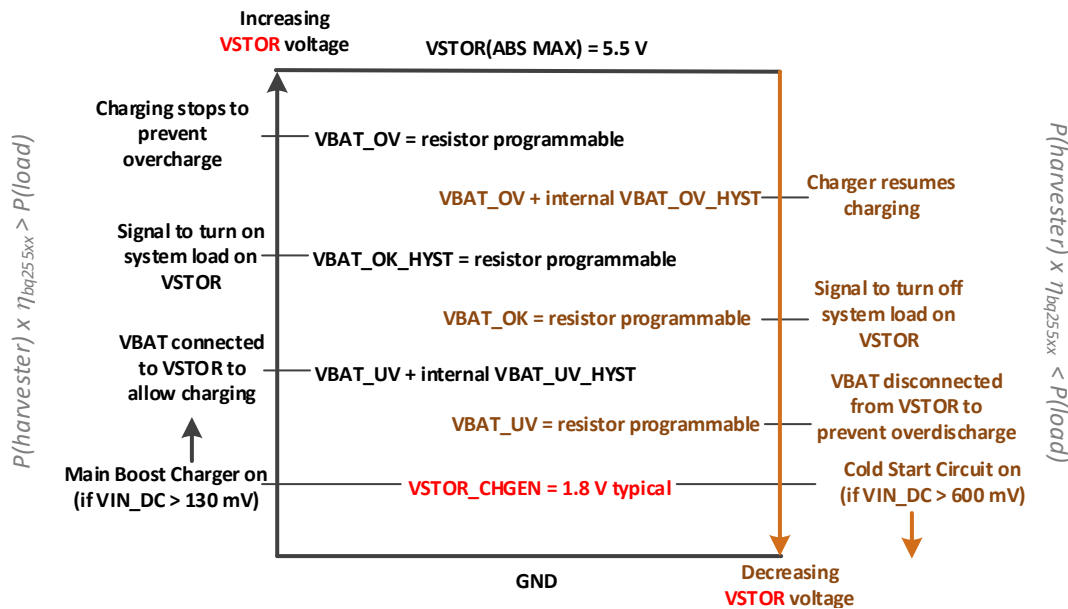 Increasing
VSTOR voltage
VSTOR(ABS MAX) = 5.5 V
Charging stops to
prevent
overcharge
VBAT_OV = resistor programmable
VBAT_OV + internal VBAT_OV_HYST
Charger resumes
charging
Signal to turn on
system load on
VSTOR
VBAT_OK_HYST = resistor programmable
VBAT_OK = resistor programmable
Signal to turn off
system load on
VSTOR
VBAT connected
to VSTOR to
allow charging
VBAT_UV + internal VBAT_UV_HYST
VBAT_UV = resistor programmable
VBAT disconnected
from VSTOR to
prevent overdischarge
Main Boost Charger on
(if VIN_DC > 130 mV)
VSTOR_CHGEN = 1.8 V typical
Cold Start Circuit on
(if VIN_DC > 600 mV)
GND
Decreasing
VSTOR voltage
P(harvester) x ηbq255xx > P(load)
P(harvester) x ηbq255xx < P(load)